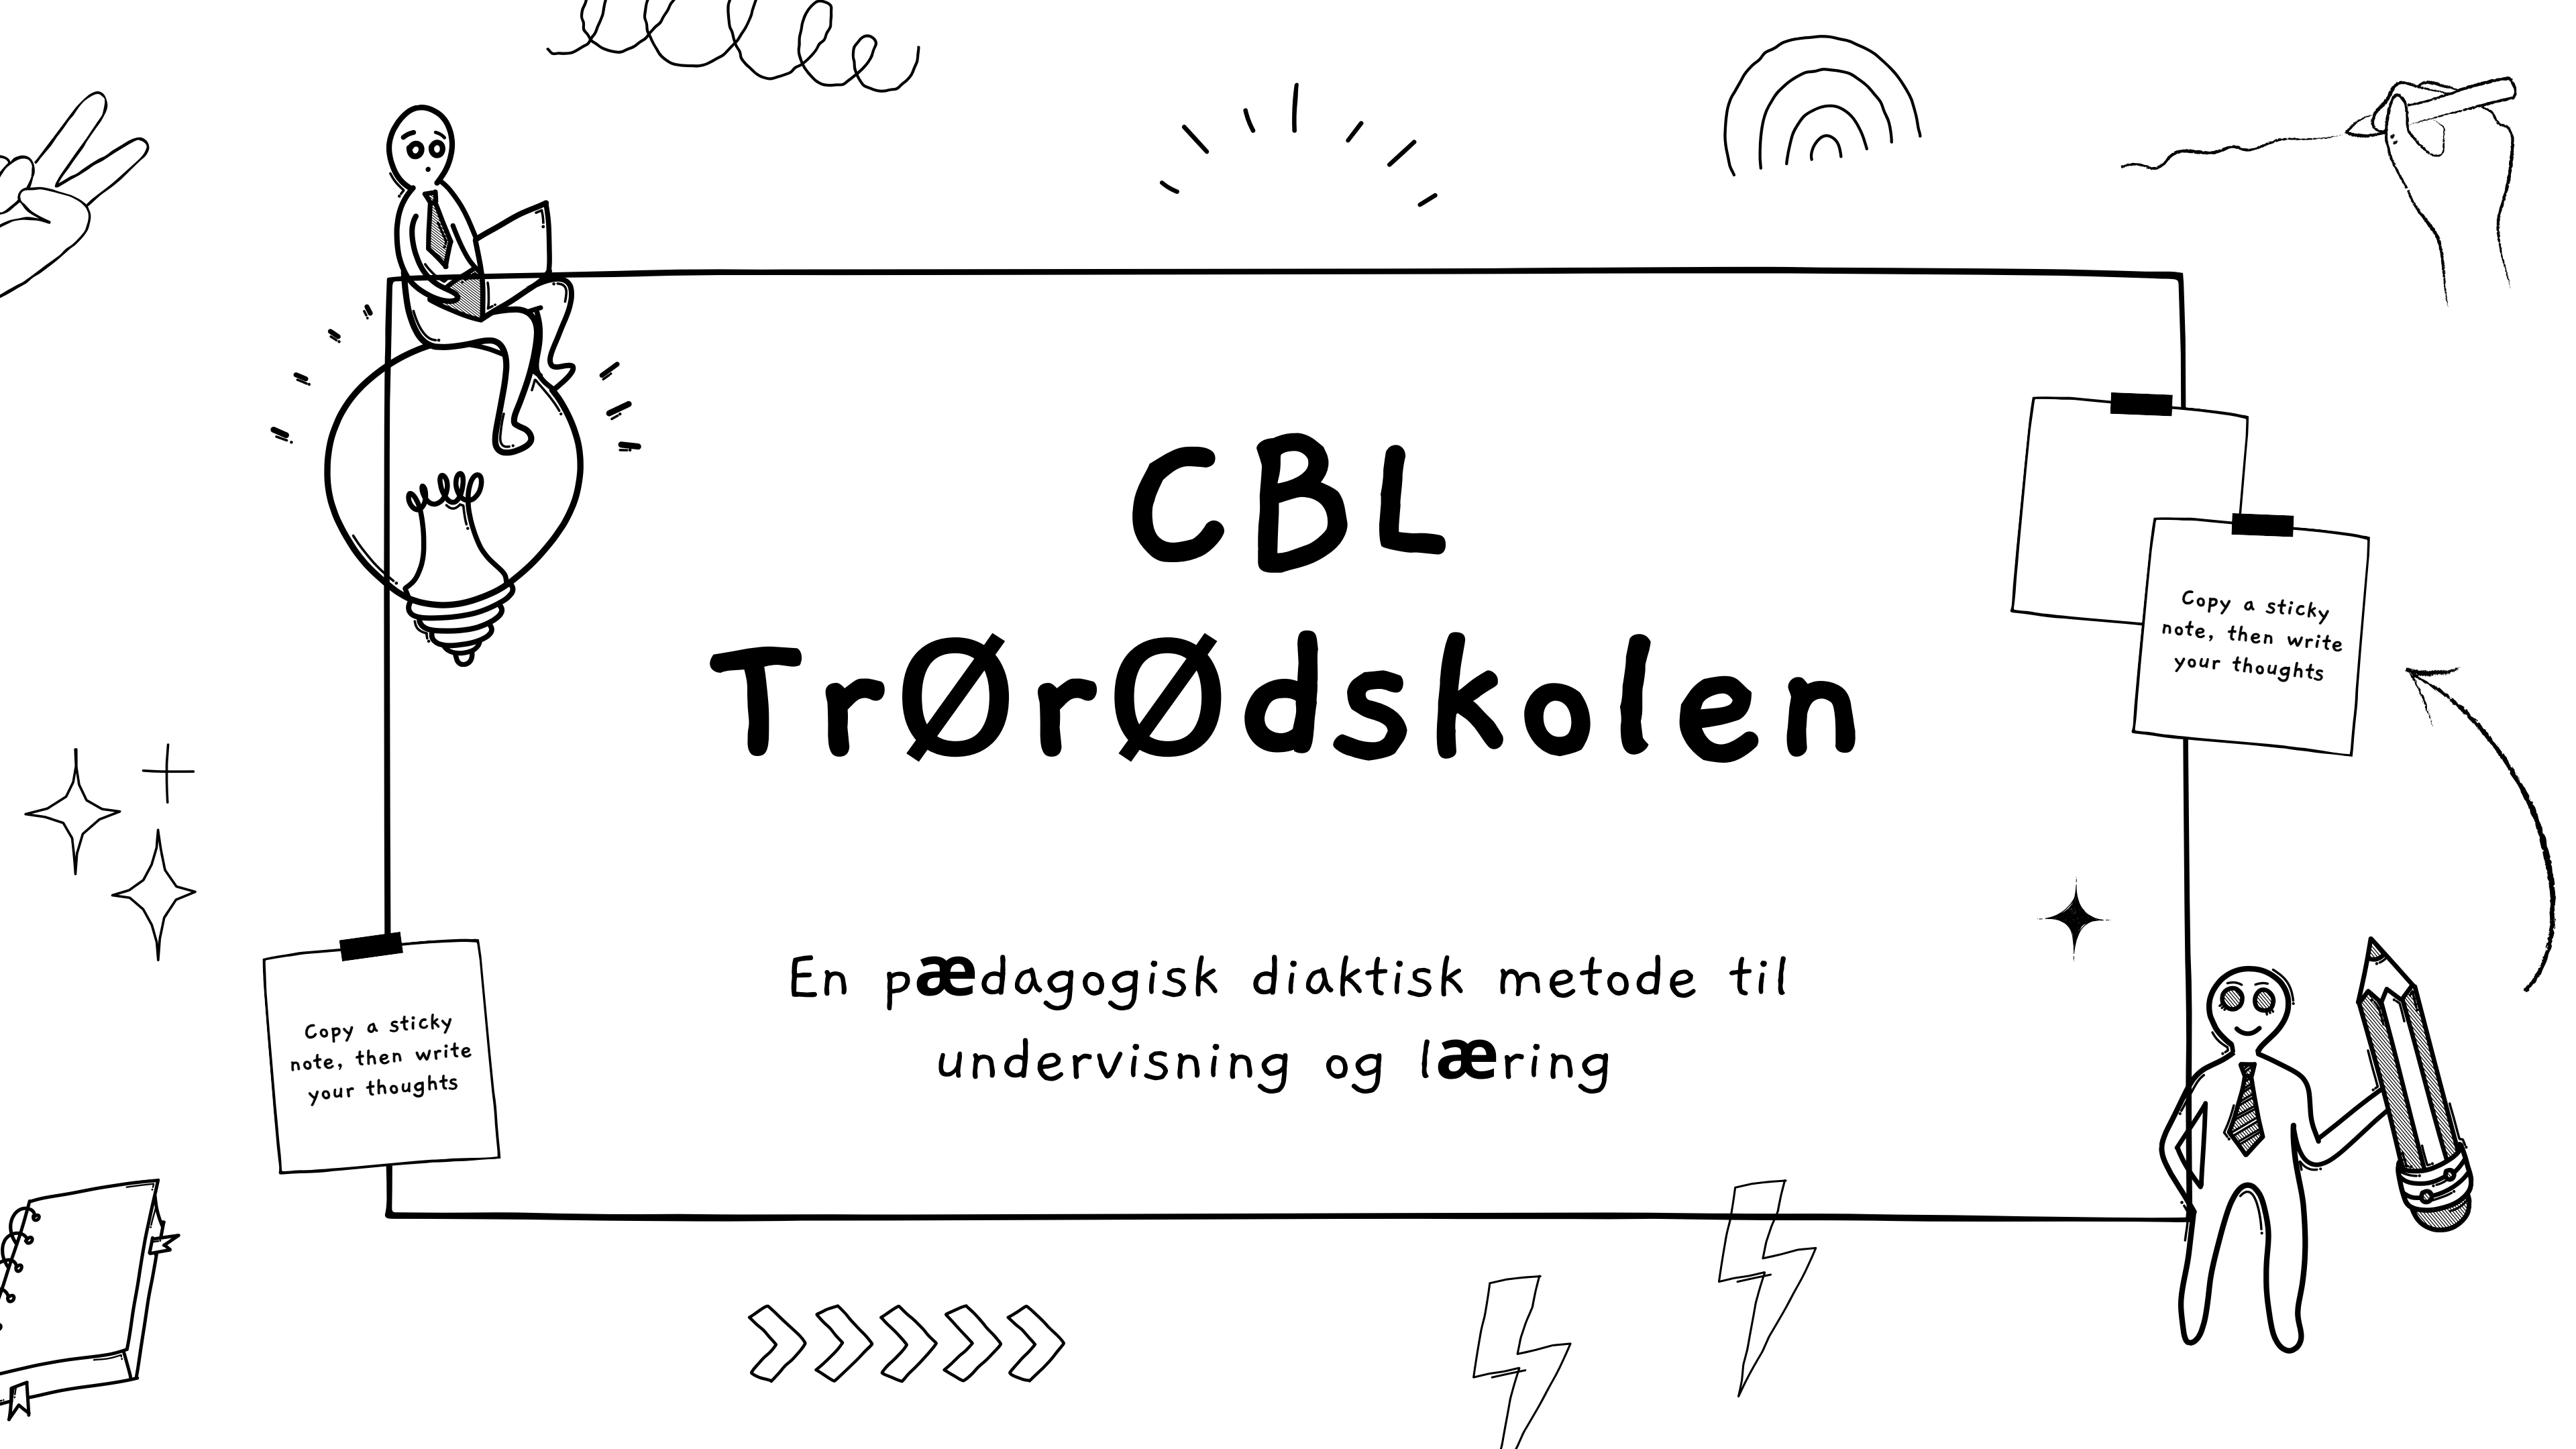 CBL
TrØrØdskolen
Copy a sticky
note, then write
your thoughts
En pædagogisk diaktisk metode til
undervisning og læring
Copy a sticky
note, then write
your thoughts